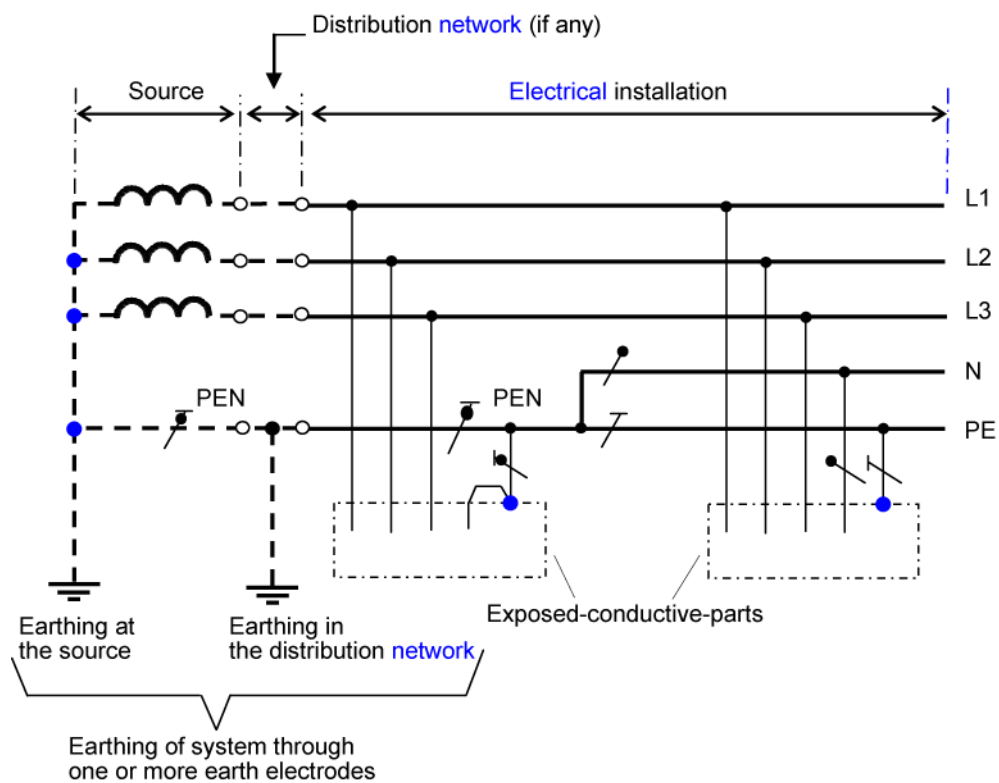 Distribution network (if any)
Source
Electrical installation
L1
L2
L3
N
PEN
PEN
PE
Exposed-conductive-parts
Earthing at
the source
Earthing in
the distribution network
Earthing of system through
one or more earth electrodes